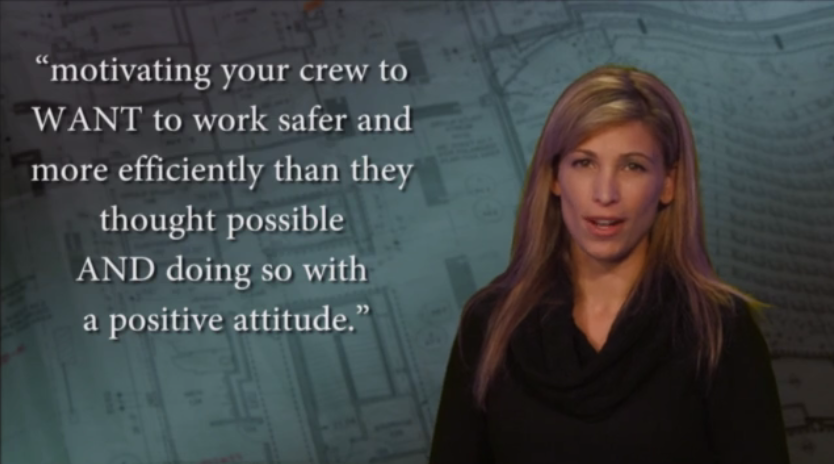 “motivating your crew to
WANT to work safer and
more efficiently than they
thought possible
AND doing so with
a positive attitude.”